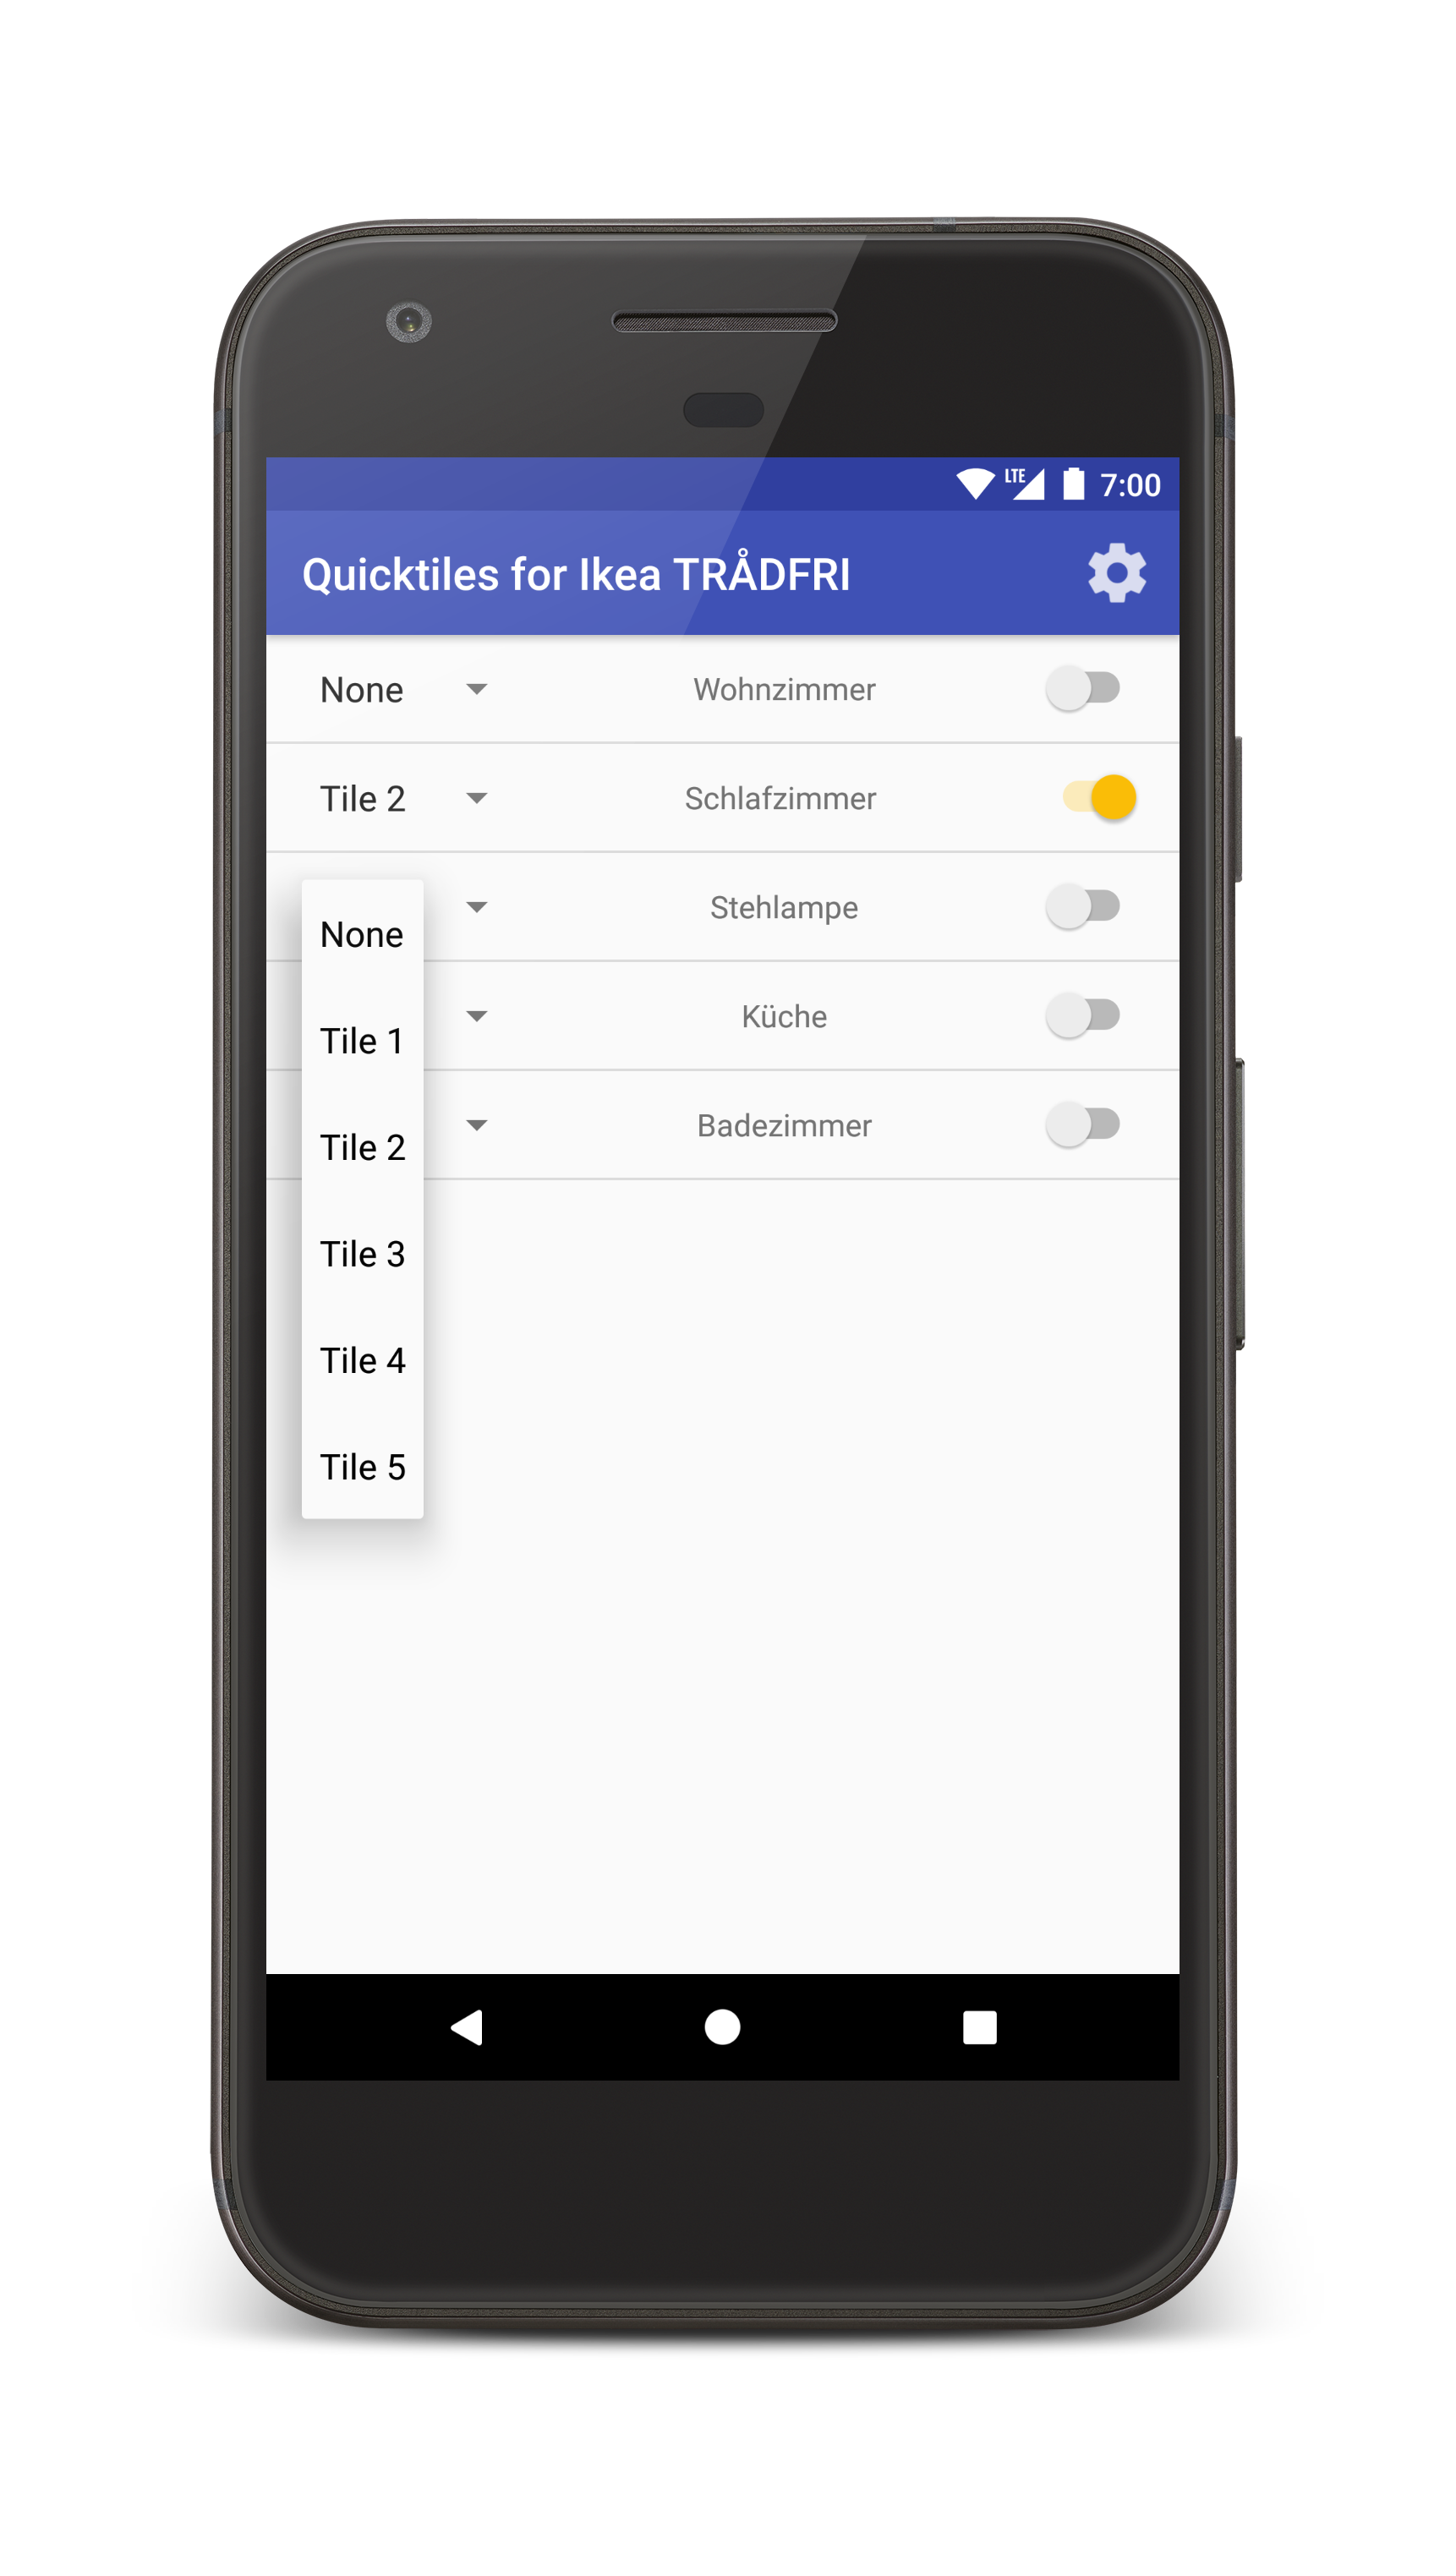 LTE 7:00
Quicktiles for Ikea TRÅDFRI
None Wohnzimmer
Tile 2 Schlafzimmer
Stehlampe
None
Küche
Tile 1
Badezimmer
Tile 2
Tile 3
Tile 4
Tile 5